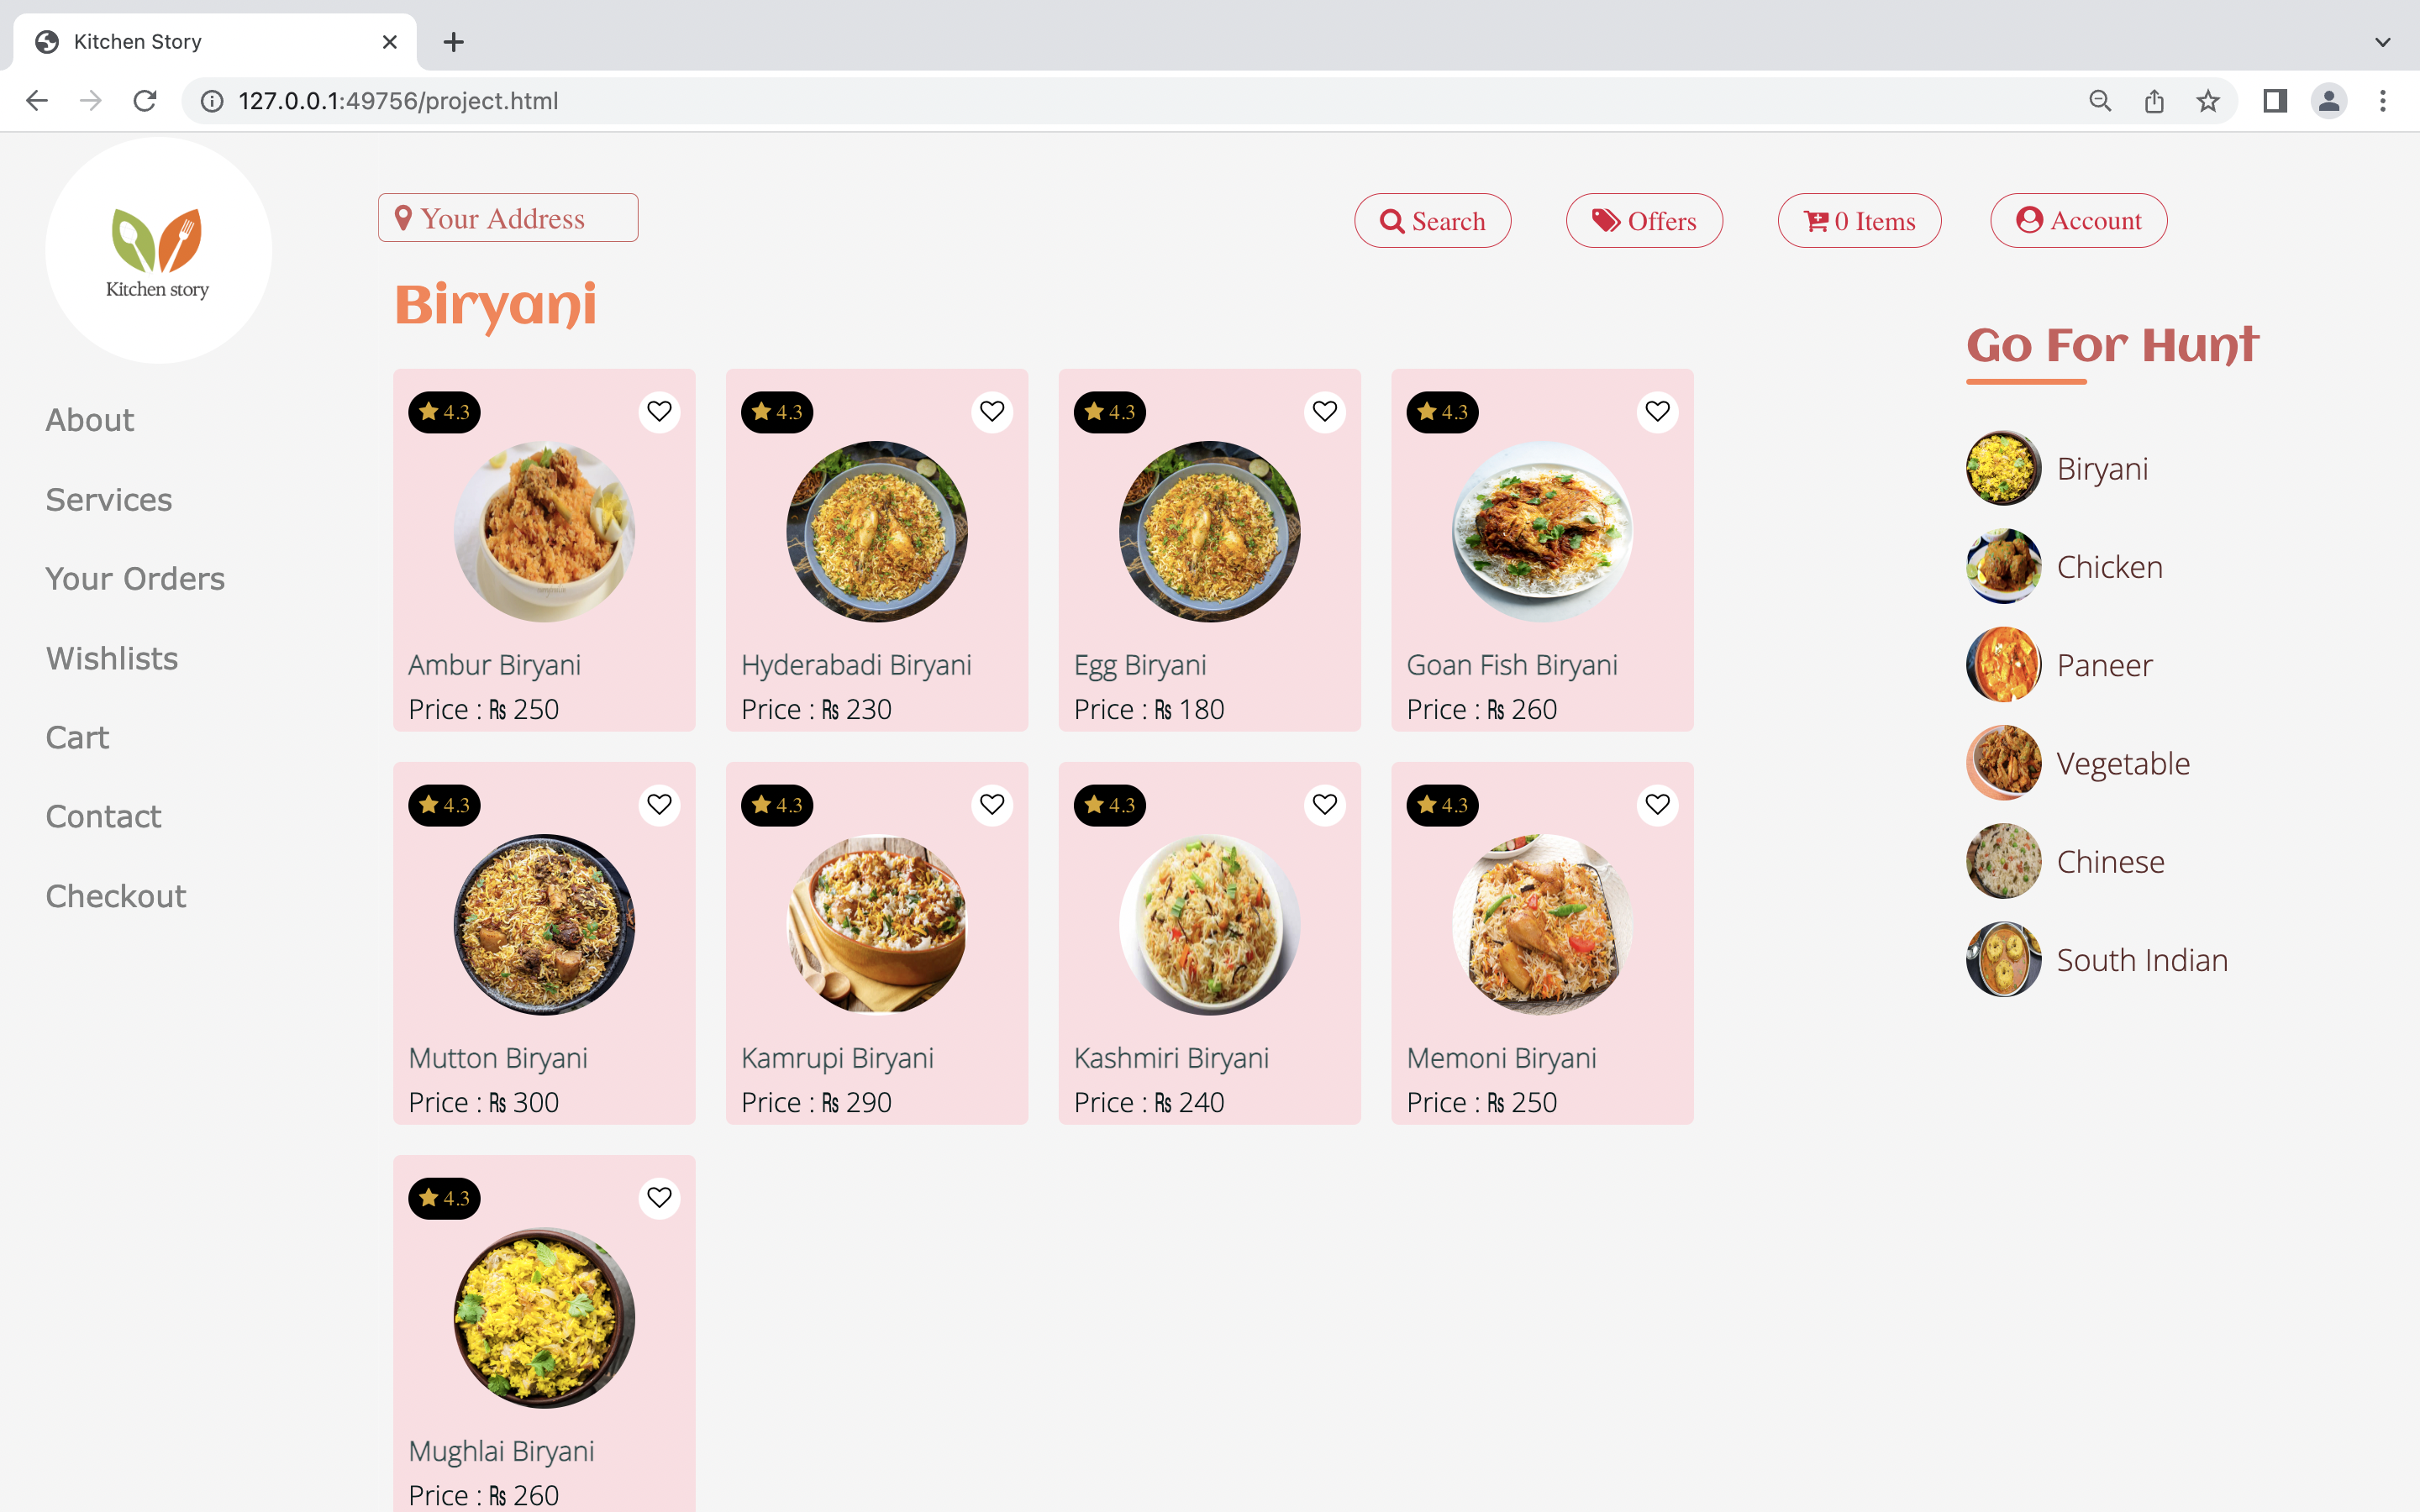 Kitchen Story
127.0.0.1:49756/project.html
Kitchen story
Your Address
Search
Offers
0 Items
Account
About
Services
Your Orders
Wishlists
Cart
Contact
Checkout
Biryani
4.3
Ambur Biryani
Price : ₨ 250
4.3
Hyderabadi Biryani
Price : ₨ 230
4.3
Egg Biryani
Price : ₨ 180
4.3
Goan Fish Biryani
Price : ₨ 260
4.3
Mutton Biryani
Price : ₨ 300
4.3
Kamrupi Biryani
Price : ₨ 290
4.3
Kashmiri Biryani
Price : ₨ 240
4.3
Memoni Biryani
Price : ₨ 250
4.3
Mughlai Biryani
Price : ₨ 260
Go For Hunt
Biryani
Chicken
Paneer
Vegetable
Chinese
South Indian